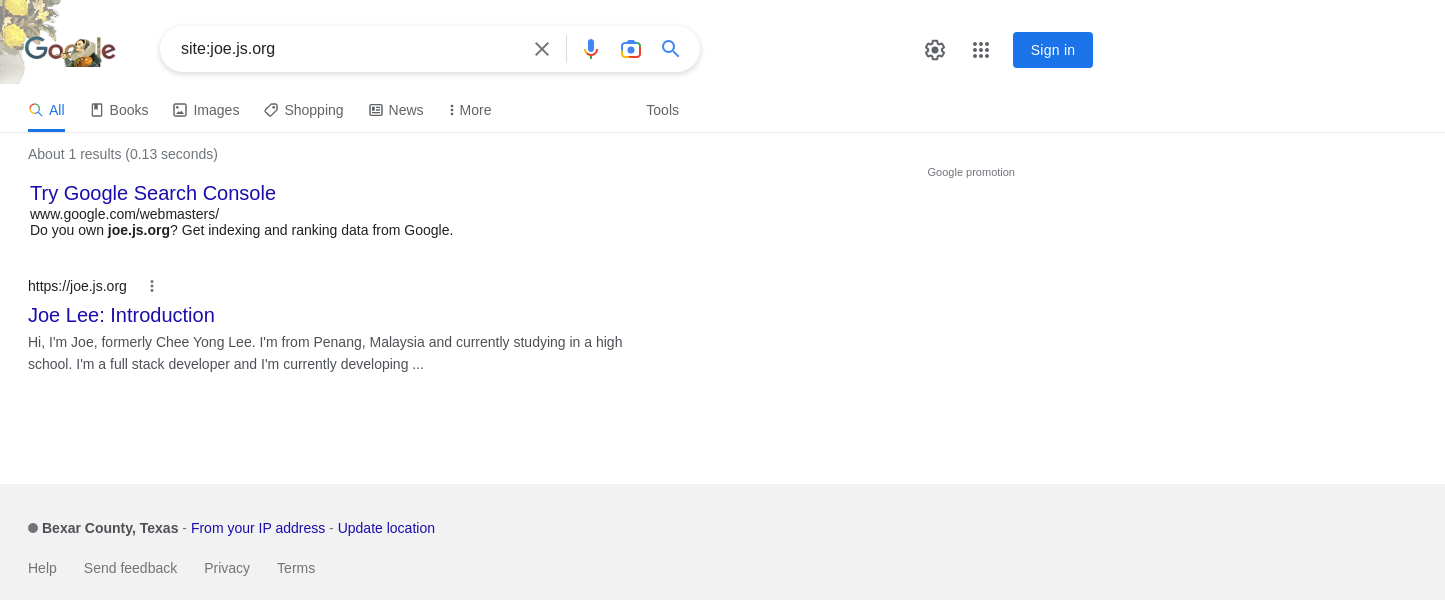 Google
site:joe.js.org
Sign in
All
Books
Images
Shopping
News
More
Tools
About 1 results (0.13 seconds)
Google promotion
Try Google Search Console
www.google.com/webmasters/
Do you own joe.js.org? Get indexing and ranking data from Google.
https://joe.js.org
Joe Lee: Introduction
Hi, I'm Joe, formerly Chee Yong Lee. I'm from Penang, Malaysia and currently studying in a high
school. I'm a full stack developer and I'm currently developing ...
Bexar County, Texas - From your IP address - Update location
Help Send feedback Privacy Terms